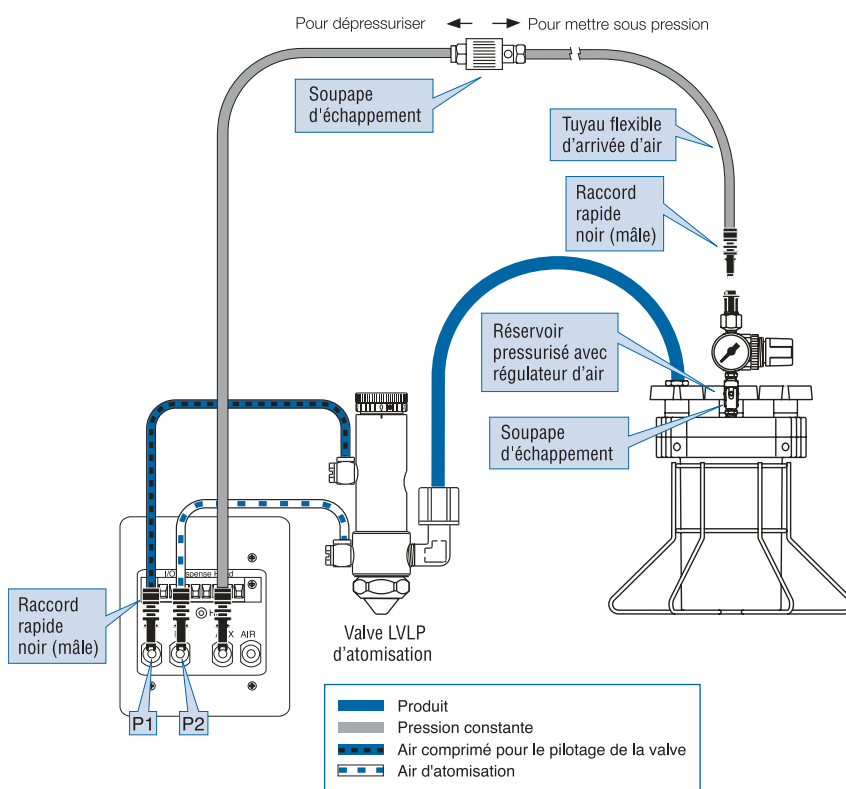 Pour dépressuriser
Pour mettre sous pression
Soupape
d'échappement
Tuyau flexible
d'arrivée d'air
Raccord
rapide
noir (mâle)
Réservoir
pressurisé avec
régulateur d'air
Soupape
d'échappement
Raccord
rapide
noir (mâle)
AIR
P1
P2
Valve LVLP
d'atomisation
Produit
Pression constante
Air comprimé pour le pilotage de la valve
Air d'atomisation